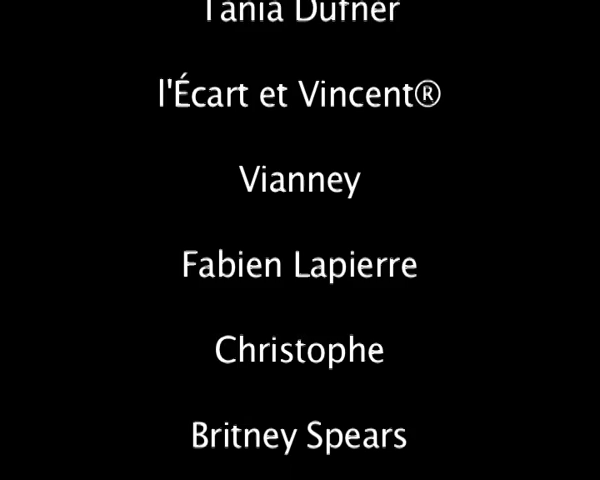 Tania Dufner
l'Écart et Vincent®
Vianney
Fabien Lapierre
Christophe
Britney Spears